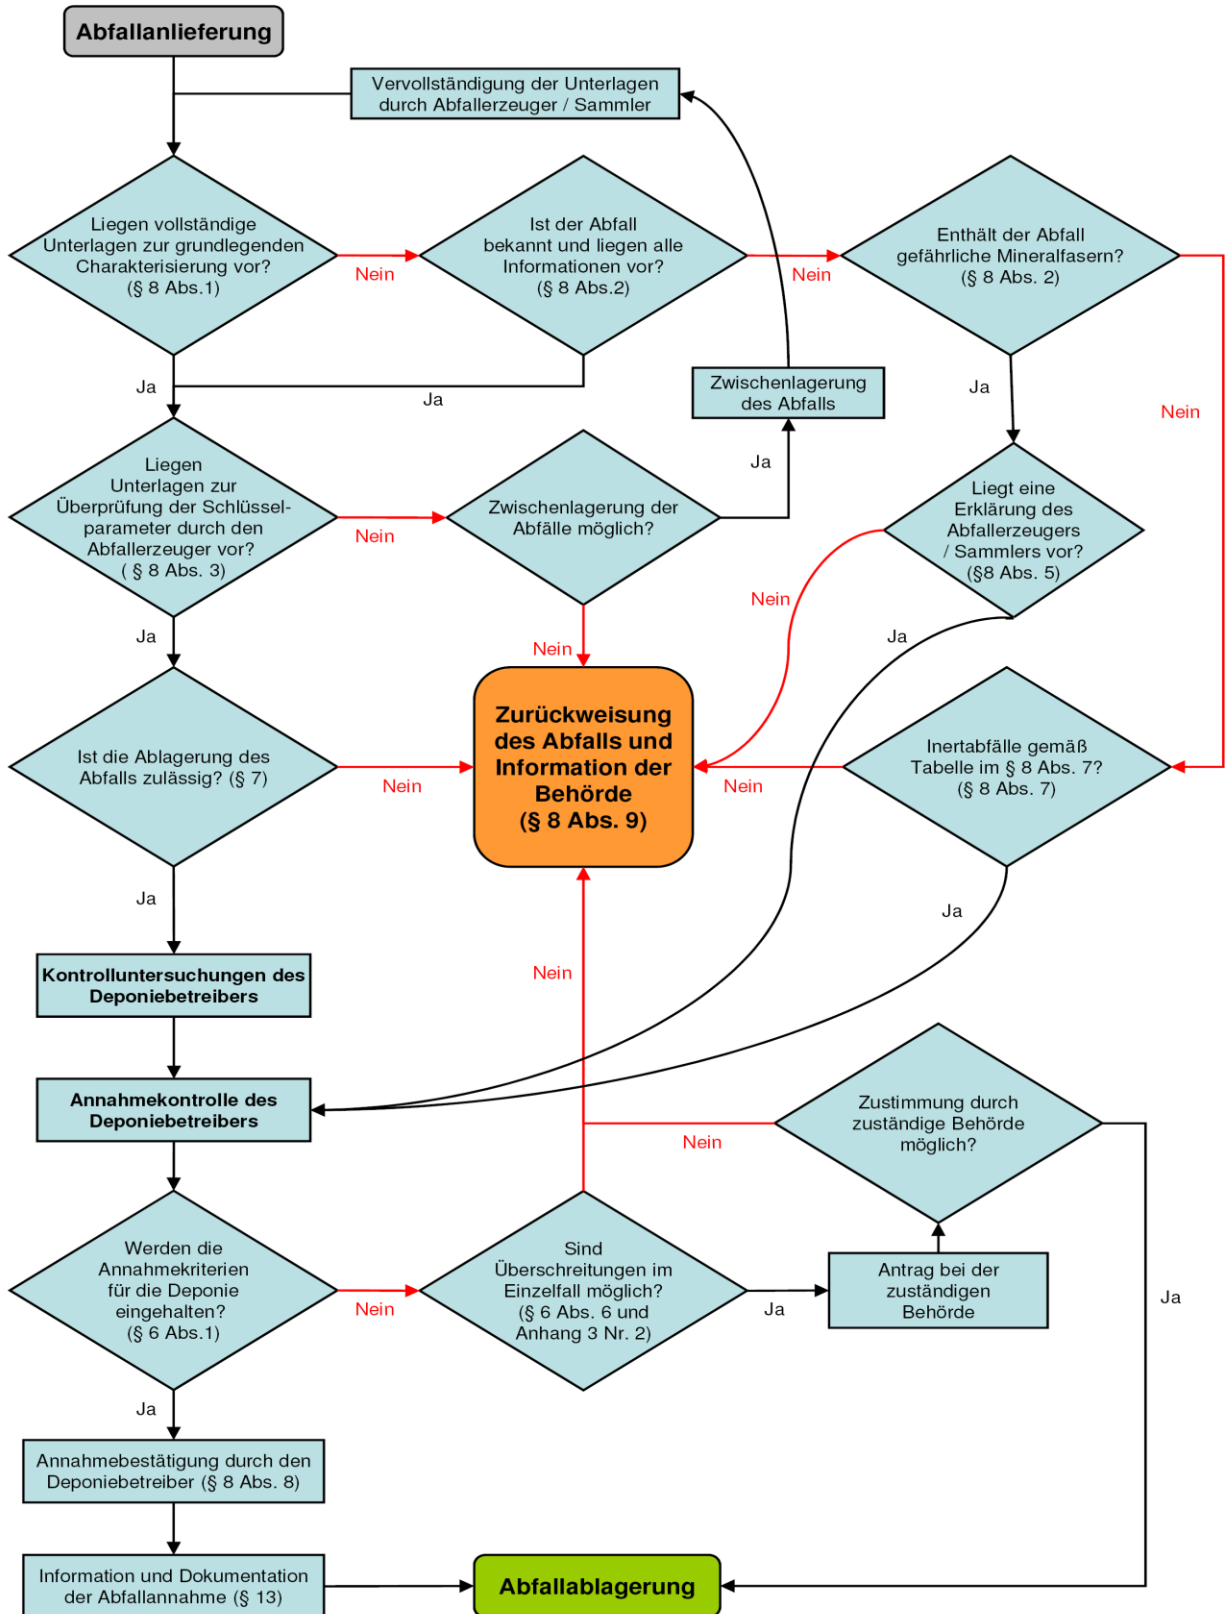 Abfallanlieferung
Vervollständigung der Unterlagen
durch Abfallerzeuger / Sammler
Liegen vollständige
Unterlagen zur grundlegenden
Charakterisierung vor?
(§ 8 Abs.1)
Nein
Ist der Abfall
bekannt und liegen alle
Informationen vor?
(§ 8 Abs.2)
Nein
Enthält der Abfall
gefährliche Mineralfasern?
(§ 8 Abs. 2)
Ja
Ja
Zwischenlagerung
des Abfalls
Ja
Nein
Liegen
Unterlagen zur
Überprüfung der Schlüssel-
parameter durch den
Abfallerzeuger vor?
( § 8 Abs. 3)
Nein
Zwischenlagerung der
Abfälle möglich?
Ja
Liegt eine
Erklärung des
Abfallerzeugers
/ Sammlers vor?
(§8 Abs. 5)
Nein
Ja
Nein
Ja
Ist die Ablagerung des
Abfalls zulässig? (§ 7)
Nein
Zurückweisung
des Abfalls und
Information der
Behörde
(§ 8 Abs. 9)
Nein
Inertabfälle gemäß
Tabelle im § 8 Abs. 7?
(§ 8 Abs. 7)
Ja
Ja
Kontrolluntersuchungen des
Deponiebetreibers
Nein
Annahmekontrolle des
Deponiebetreibers
Nein
Zustimmung durch
zuständige Behörde
möglich?
Werden die
Annahmekriterien
für die Deponie
eingehalten?
(§ 6 Abs.1)
Nein
Sind
Überschreitungen im
Einzelfall möglich?
(§ 6 Abs. 6 und
Anhang 3 Nr. 2)
Ja
Antrag bei der
zuständigen
Behörde
Ja
Ja
Annahmebestätigung durch den
Deponiebetreiber (§ 8 Abs. 8)
Information und Dokumentation
der Abfallannahme (§ 13)
Abfallablagerung